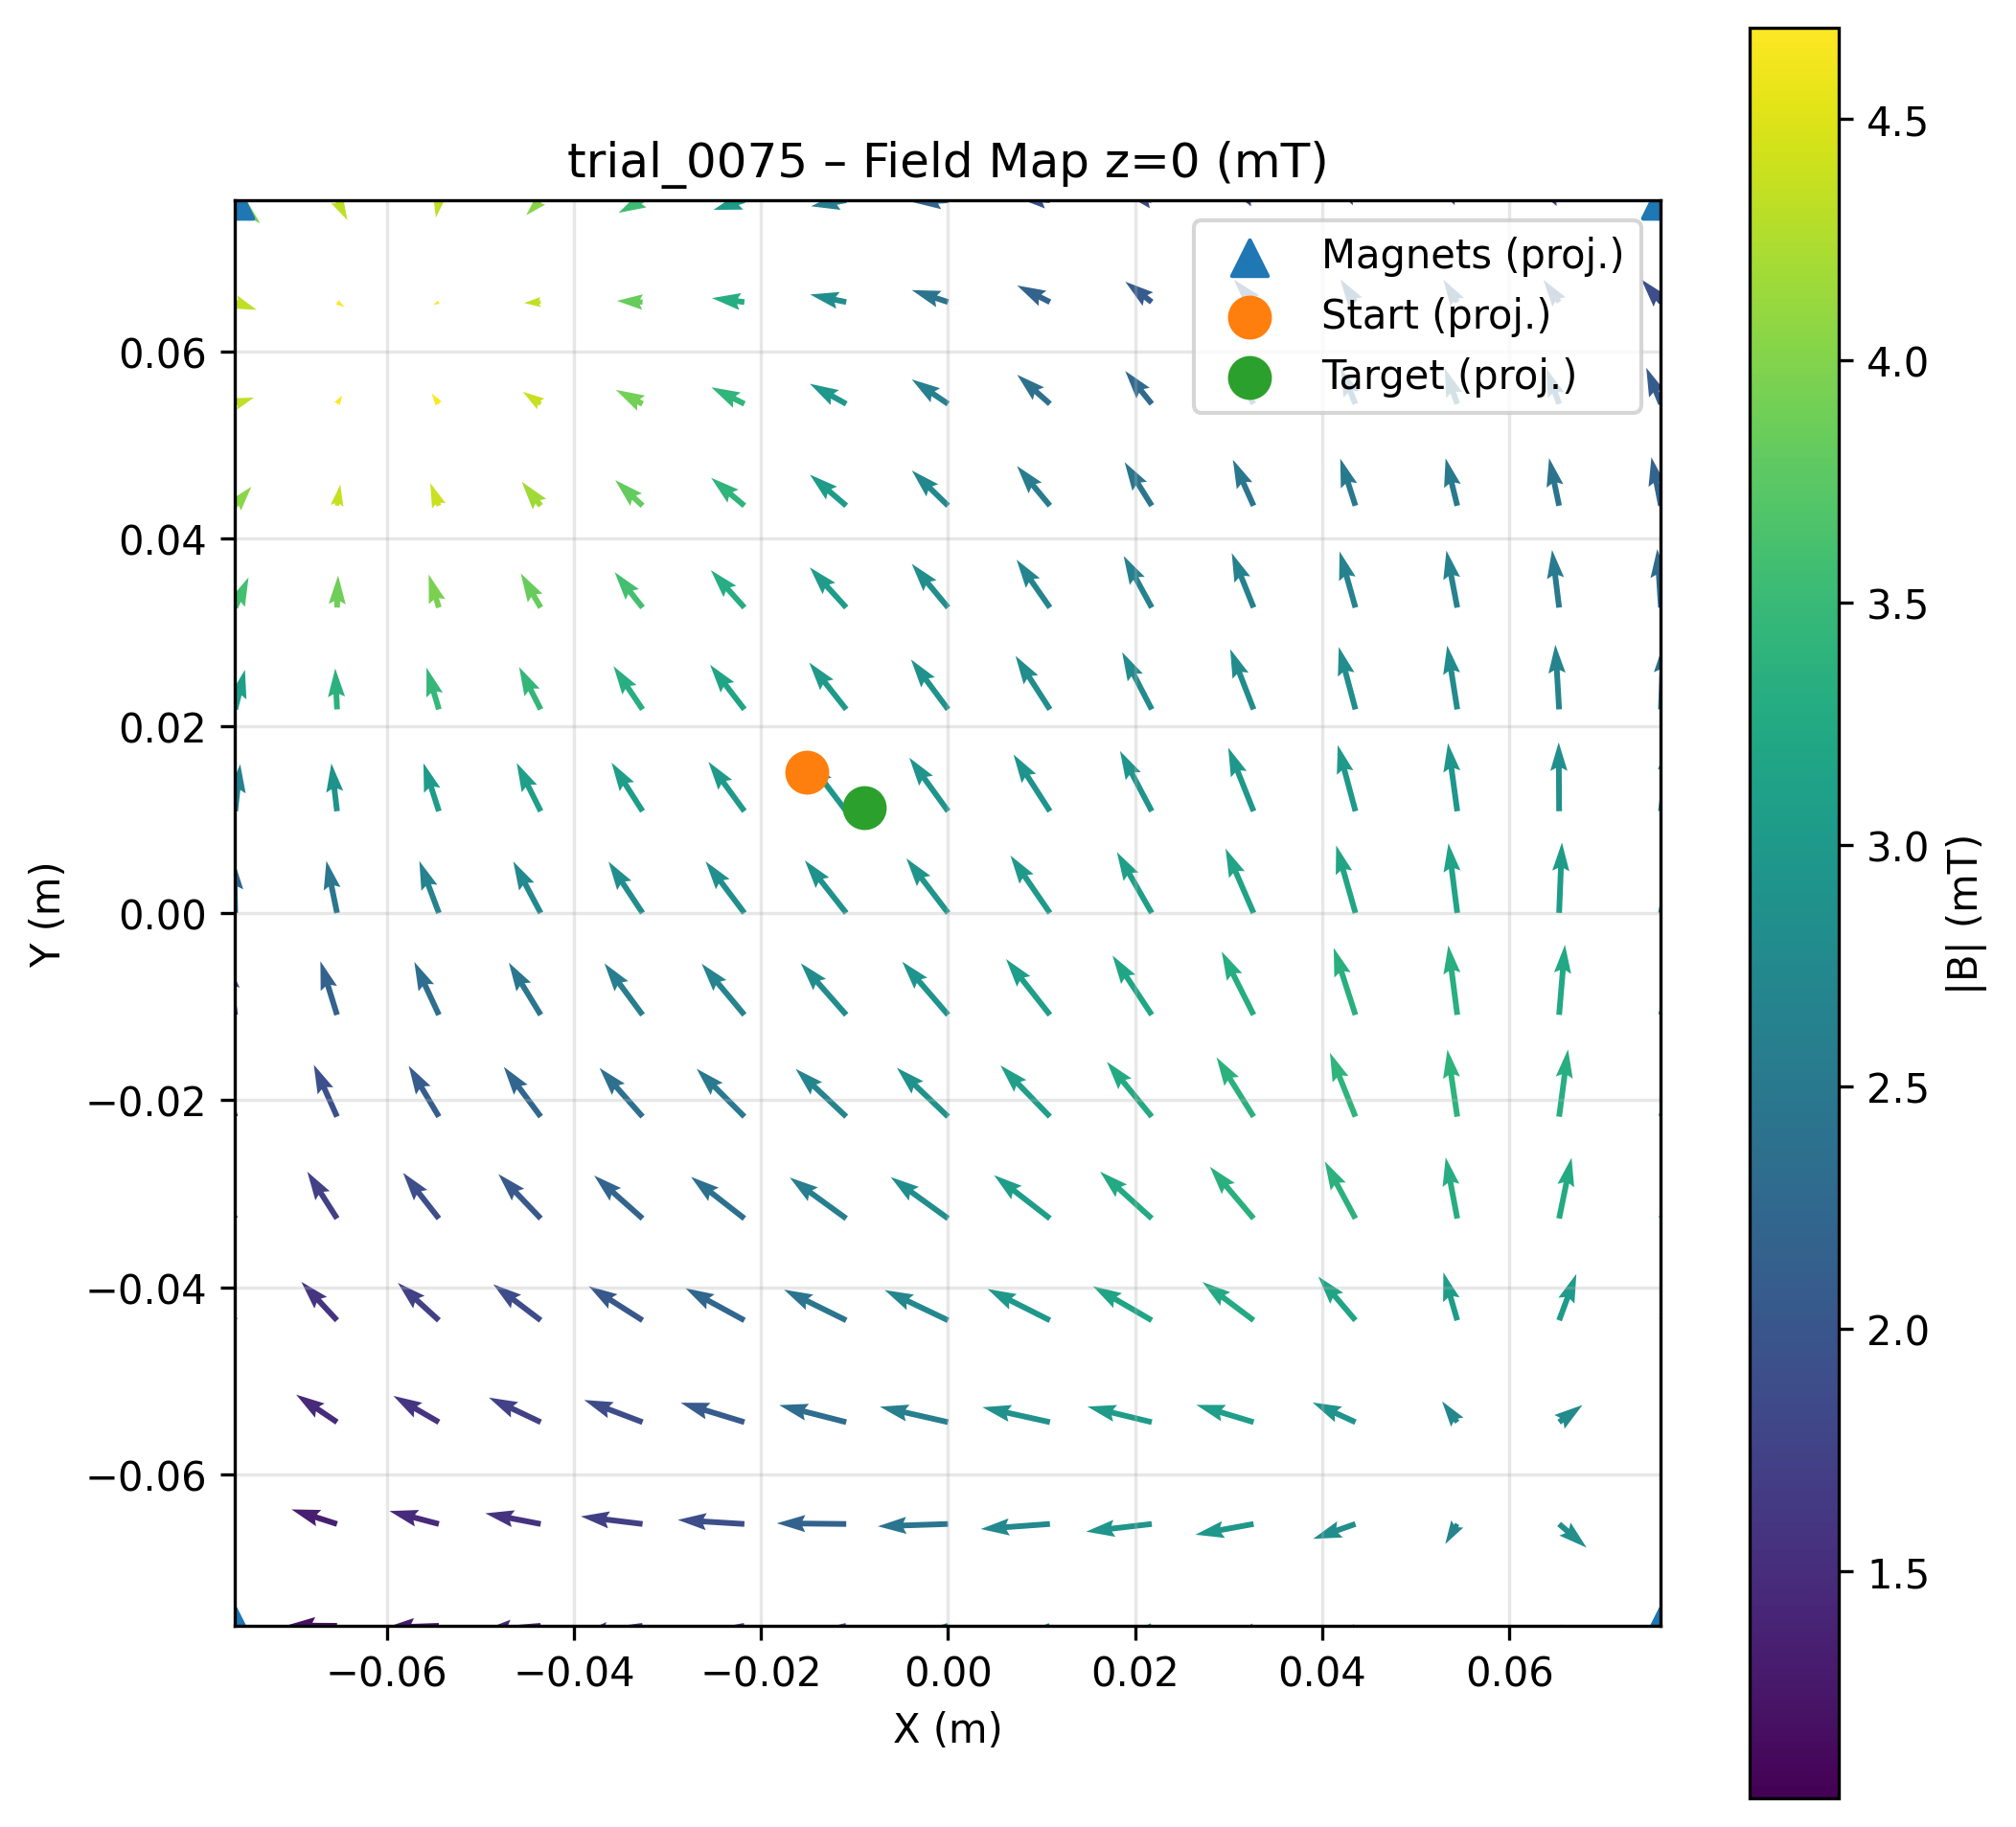 trial_0075 – Field Map z=0 (mT)
Magnets (proj.)
Start (proj.)
Target (proj.)
0.06
0.04
0.02
0.00
−0.02
−0.04
−0.06
Y (m)
−0.06 −0.04 −0.02 0.00 0.02 0.04 0.06
X (m)
4.5
4.0
3.5
3.0
2.5
2.0
1.5
|B| (mT)